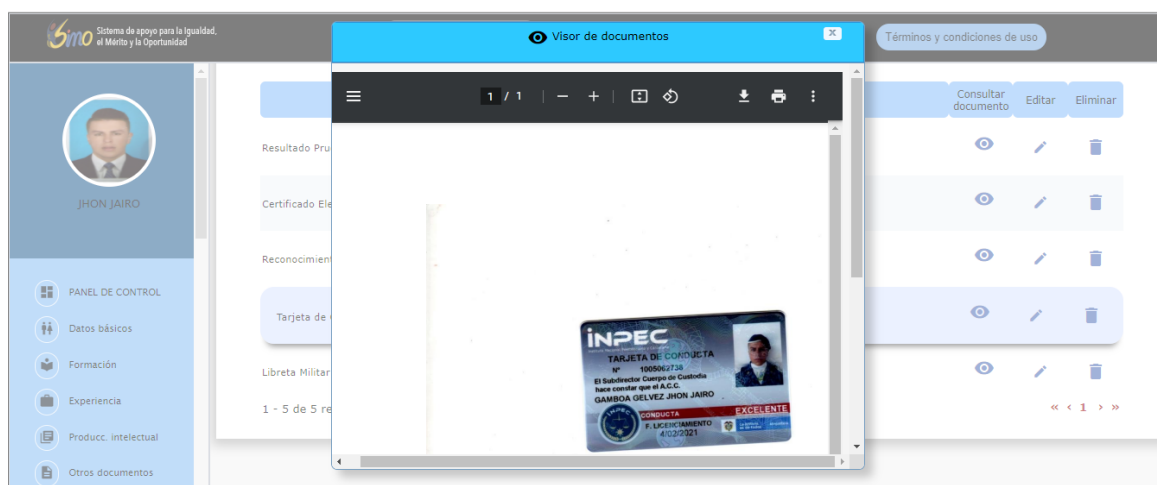 Simo Sistema de apoyo para la Igualdad,
el Mérito y la Oportunidad
Visor de documentos
X
Términos y condiciones de uso
JHON JAIRO
PANEL DE CONTROL
Datos básicos
Formación
Experiencia
Producc. intelectual
Otros documentos
1 / 1
Consultar
documento
Editar
Eliminar
Resultado Pru
Certificado Ele
Reconocimient
Tarjeta de
Libreta Militar
1 - 5 de 5 re
« ‹ 1 › »
INPEC
TARJETA DE CONDUCTA
N° 1005062738
El Subdirector Cuerpo de Custodia
hace constar que el A.C.C.
GAMBOA GELVEZ JHON JAIRO
CONDUCTA EXCELENTE
F. LICENCIAMIENTO
4/02/2021